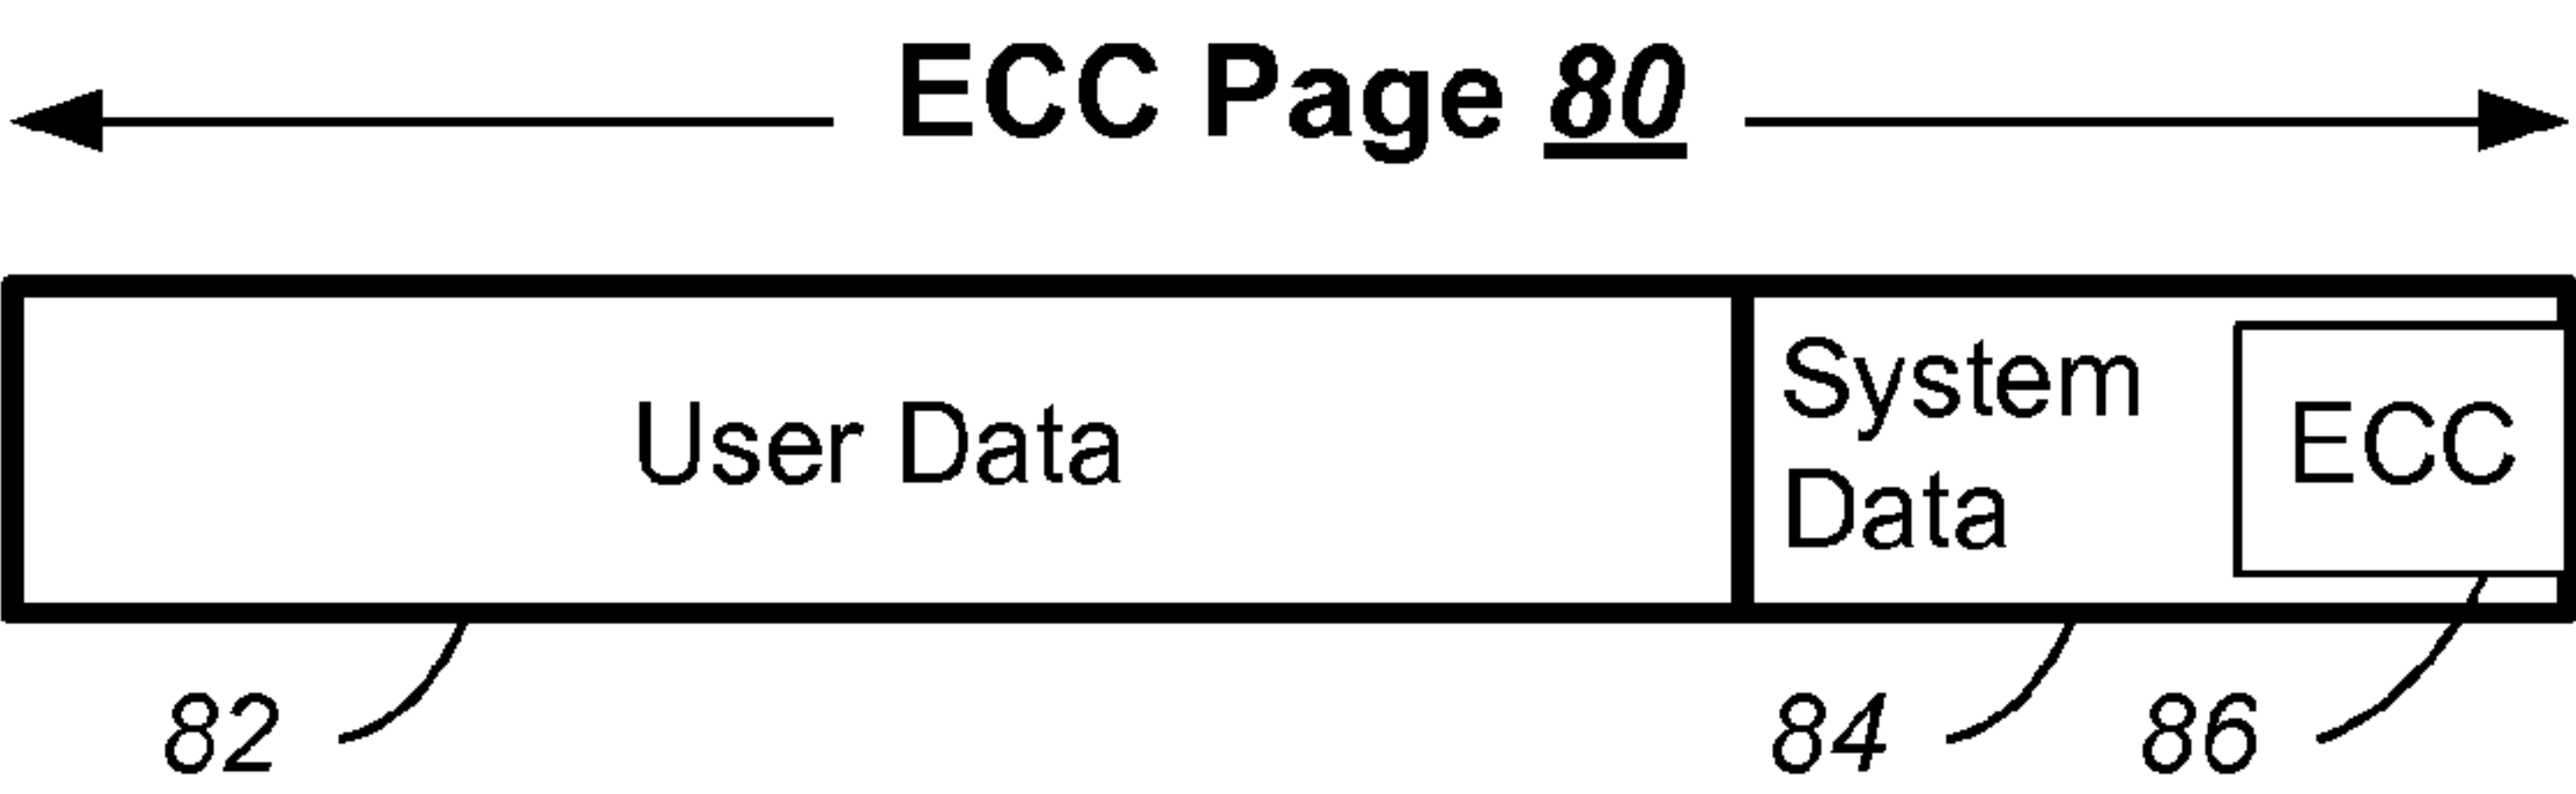 ECC Page 80
User Data
System
Data
ECC
82
84
86